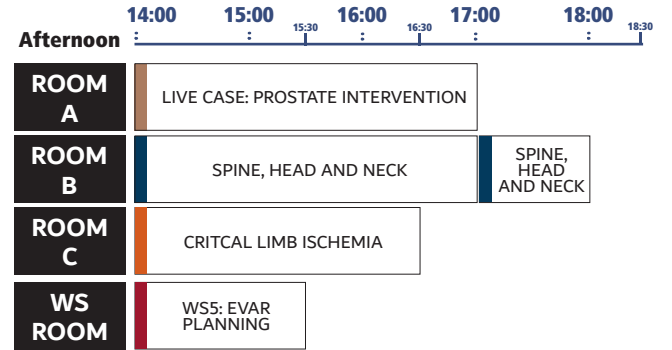 14:00 15:00 16:00 17:00 18:00
15:30 16:30 18:30
Afternoon
ROOM
A
LIVE CASE: PROSTATE INTERVENTION
ROOM
B
SPINE, HEAD AND NECK
SPINE,
HEAD
AND NECK
ROOM
C
CRITCAL LIMB ISCHEMIA
WS
ROOM
WS5: EVAR
PLANNING